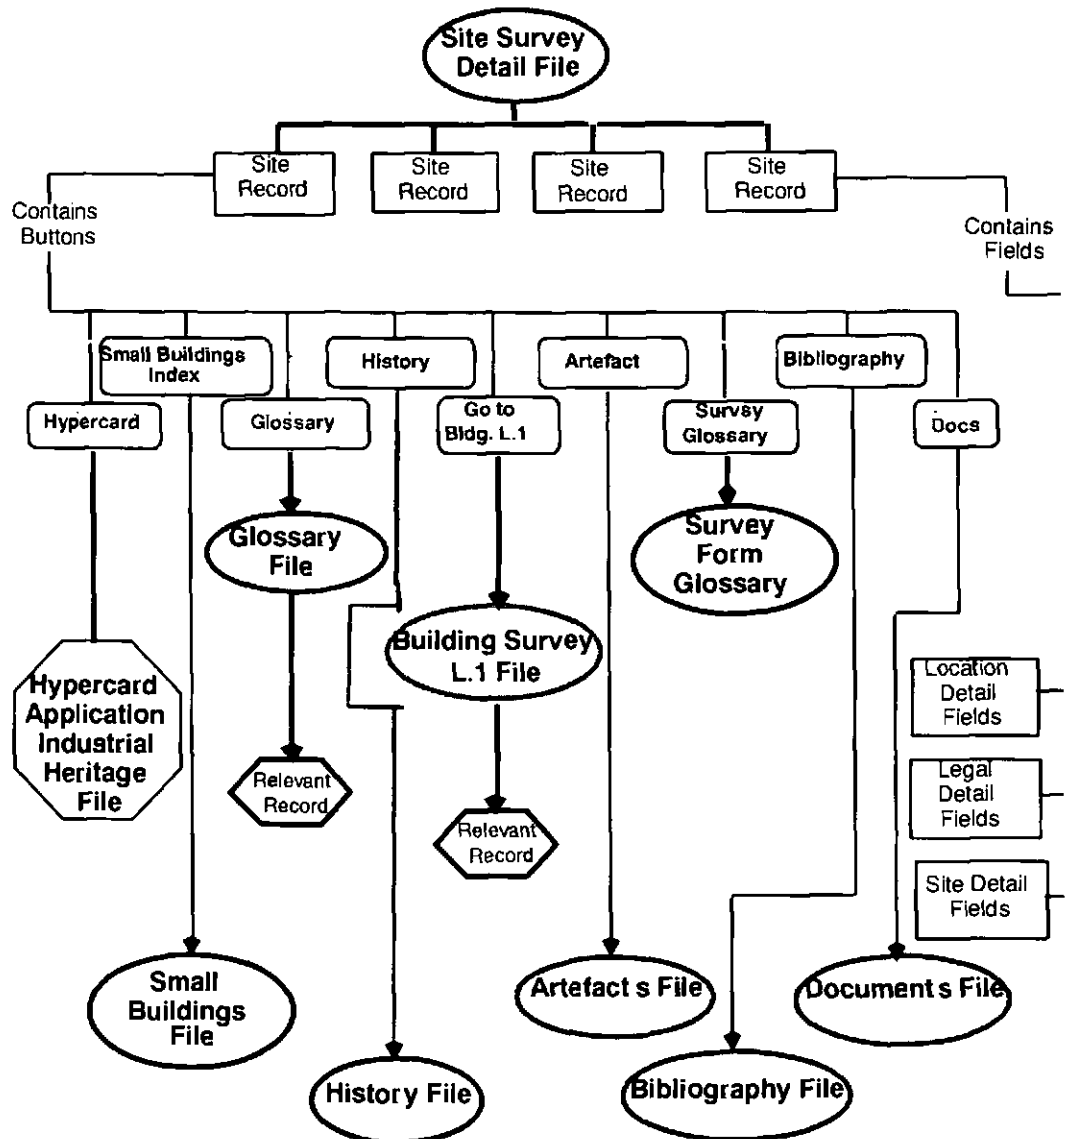 Site Survey
Detail File
Site
Record
Site
Record
Site
Record
Site
Record
Contains
Buttons
Contains
Fields
Small Buildings
Index
History
Artefact
Bibliography
Hypercard
Glossary
Go to
Bldg. L.1
Survey
Glossary
Docs
Glossary
File
Survey
Form
Glossary
Building Survey
L.1 File
Hypercard
Application
Industrial
Heritage
File
Location
Detail
Fields
Relevant
Record
Legal
Detail
Fields
Relevant
Record
Site Detail
Fields
Small
Buildings
File
Artefact s File
Document s File
History File
Bibliography File